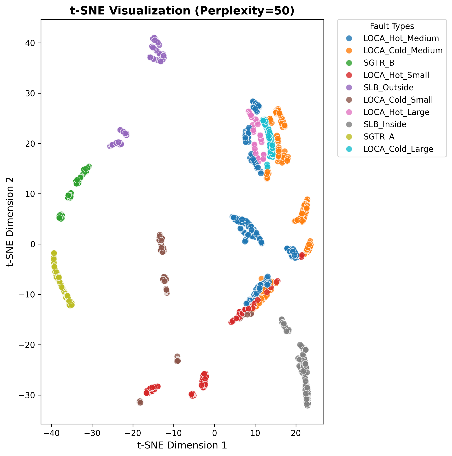 t-SNE Visualization (Perplexity=50)
Fault Types
LOCA_Hot_Medium
LOCA_Cold_Medium
SGTR_B
LOCA_Hot_Small
SLB_Outside
LOCA_Cold_Small
LOCA_Hot_Large
SLB_Inside
SGTR_A
LOCA_Cold_Large
t-SNE Dimension 2
40
30
20
10
0
−10
−20
−30
−40 −30 −20 −10 0 10 20
t-SNE Dimension 1